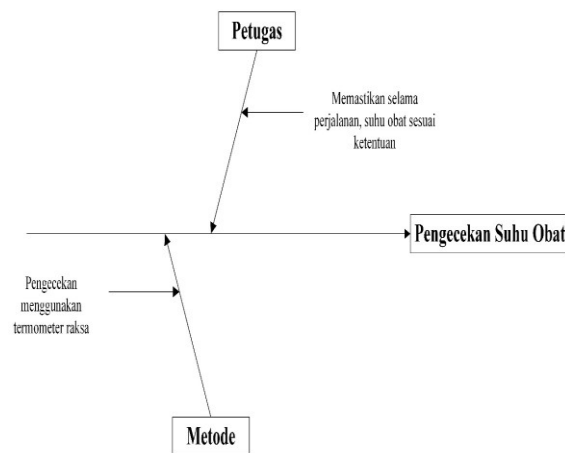 Petugas
Memastikan selama
perjalanan, suhu obat sesuai
ketentuan
Pengecekan Suhu Obat
Pengecekan
menggunakan
termometer raksa
Metode